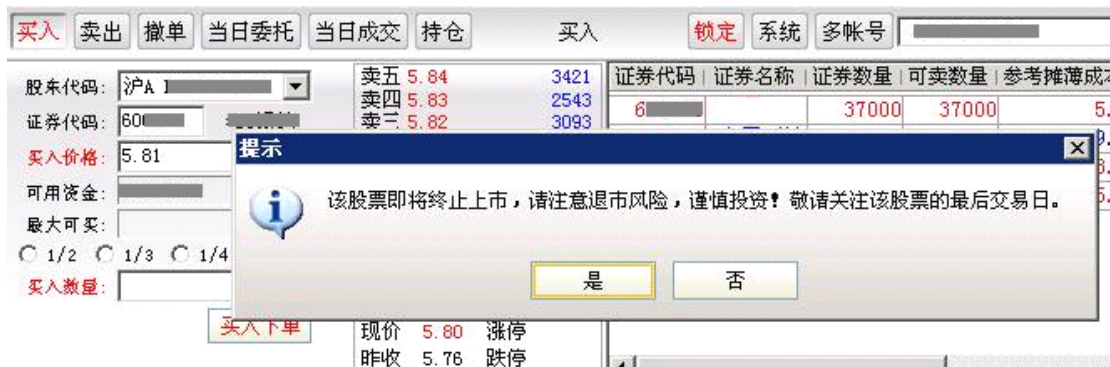 买入 卖出 撤单 当日委托 当日成交 持仓 买入 锁定 系统 多帐号
股东代码: 沪A 卖五 5.84 3421 证券代码 证券名称 证券数量 可卖数量 参考摊薄成
卖四 5.83 2543
证券代码: 60 卖三 5.82 3093 6 37000 37000 5.
买入价格: 5.81
提示
可用资金:
该股票即将终止上市，请注意退市风险，谨慎投资！敬请关注该股票的最后交易日。
最大可买:
1/2 1/3 1/4
买入数量:
是 否
买入下单
现价 5.80 涨停
昨收 5.76 跌停